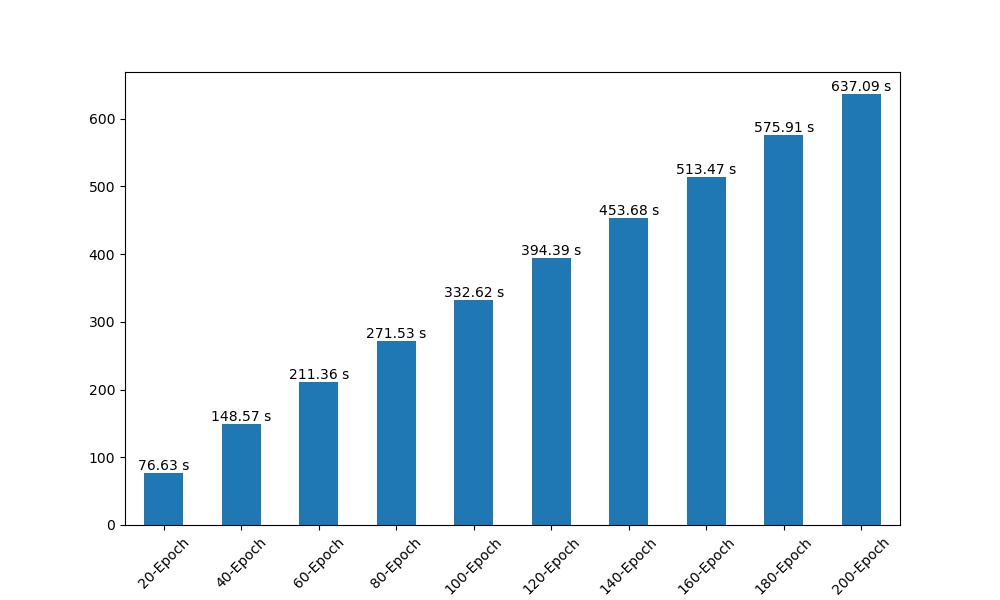 637.09 s
575.91 s
513.47 s
453.68 s
394.39 s
332.62 s
271.53 s
211.36 s
148.57 s
76.63 s
600
500
400
300
200
100
0
20-Epoch
40-Epoch
60-Epoch
80-Epoch
100-Epoch
120-Epoch
140-Epoch
160-Epoch
180-Epoch
200-Epoch